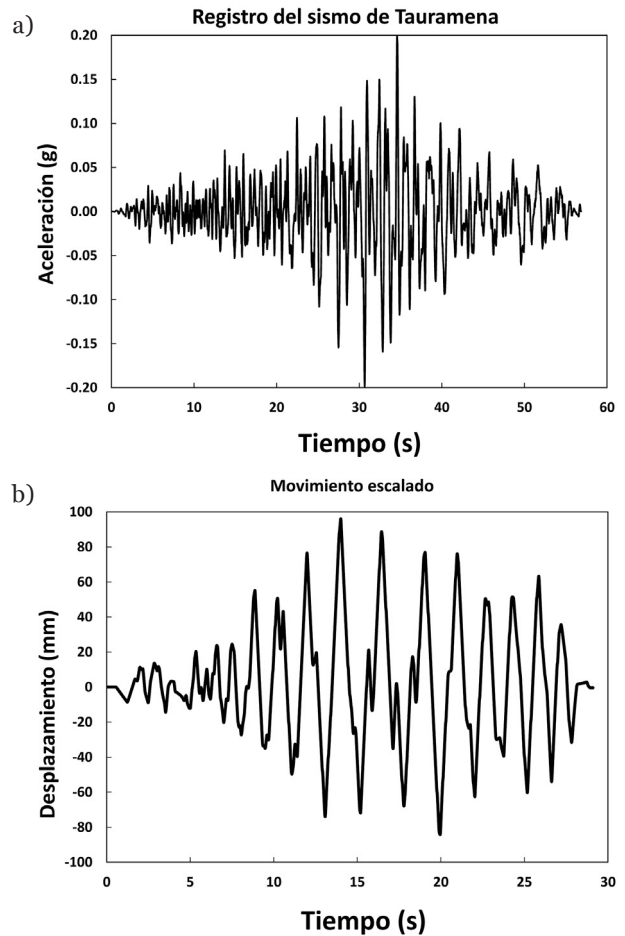 a)
Registro del sismo de Tauramena
0.20
0.15
0.10
0.05
0.00
-0.05
-0.10
-0.15
-0.20
Aceleración (g)
0 10 20 30 40 50 60
Tiempo (s)
b)
Movimiento escalado
100
80
60
40
20
0
-20
-40
-60
-80
-100
Desplazamiento (mm)
0 5 10 15 20 25 30
Tiempo (s)